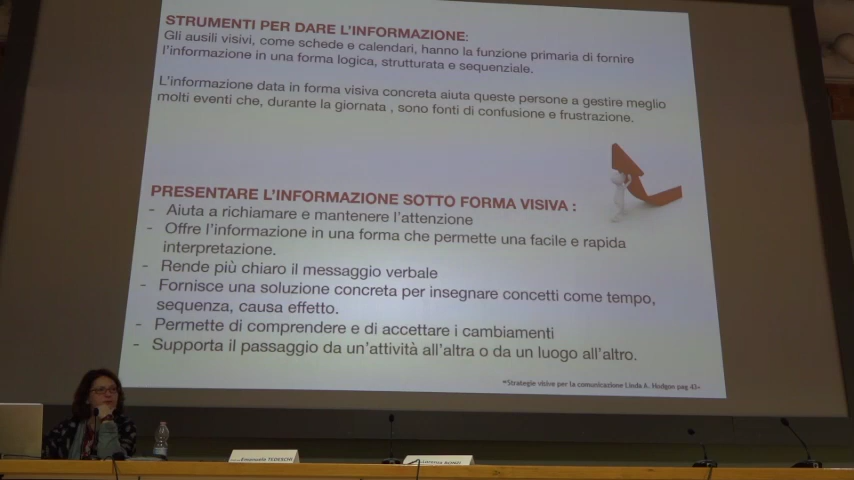 STRUMENTI PER DARE L'INFORMAZIONE:
Gli ausili visivi, come schede e calendari, hanno la funzione primaria di fornire
l'informazione in una forma logica, strutturata e sequenziale.
L'informazione data in forma visiva concreta aiuta queste persone a gestire meglio
molti eventi che, durante la giornata , sono fonti di confusione e frustrazione.
PRESENTARE L'INFORMAZIONE SOTTO FORMA VISIVA :
- Aiuta a richiamare e mantenere l'attenzione
- Offre l'informazione in una forma che permette una facile e rapida
interpretazione.
- Rende più chiaro il messaggio verbale
- Fornisce una soluzione concreta per insegnare concetti come tempo,
sequenza, causa effetto.
- Permette di comprendere e di accettare i cambiamenti
- Supporta il passaggio da un'attività all'altra o da un luogo all'altro.
"Strategie visive per la comunicazione Linda A. Hodgon pag 43"
Emanuela TEDESCHI